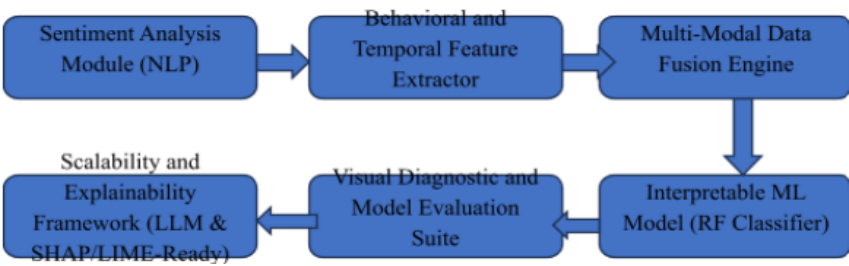 Sentiment Analysis
Module (NLP)
Behavioral and
Temporal Feature
Extractor
Multi-Modal Data
Fusion Engine
Interpretable ML
Model (RF Classifier)
Visual Diagnostic and
Model Evaluation
Suite
Scalability and
Explainability
Framework (LLM &
SHAP/LIME-Ready)